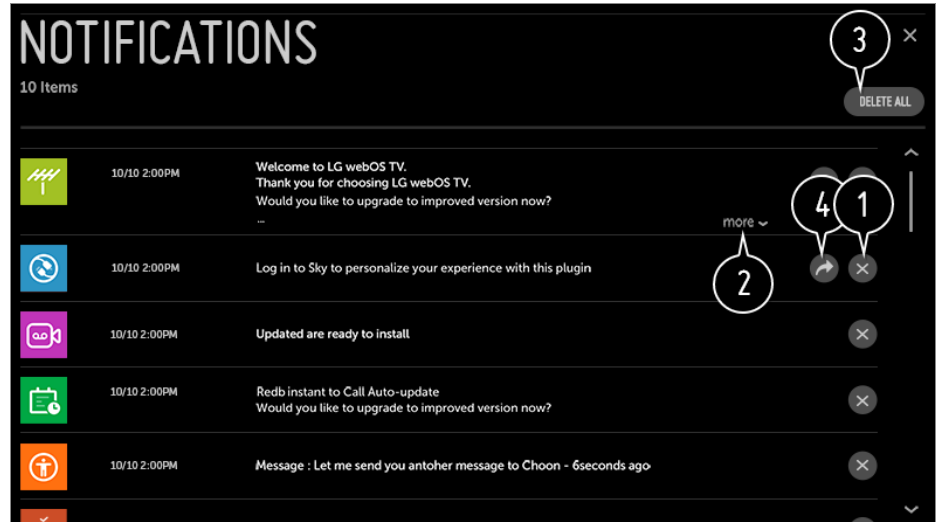 NOTIFICATIONS
3
10 Items
DELETE ALL
10/10 2:00PM
Welcome to LG webOS TV.
Thank you for choosing LG webOS TV.
Would you like to upgrade to improved version now?
...
more
4
1
10/10 2:00PM
Log in to Sky to personalize your experience with this plugin
2
10/10 2:00PM
Updated are ready to install
10/10 2:00PM
Redb instant to Call Auto-update
Would you like to upgrade to improved version now?
10/10 2:00PM
Message : Let me send you antoher message to Choon - 6seconds ago